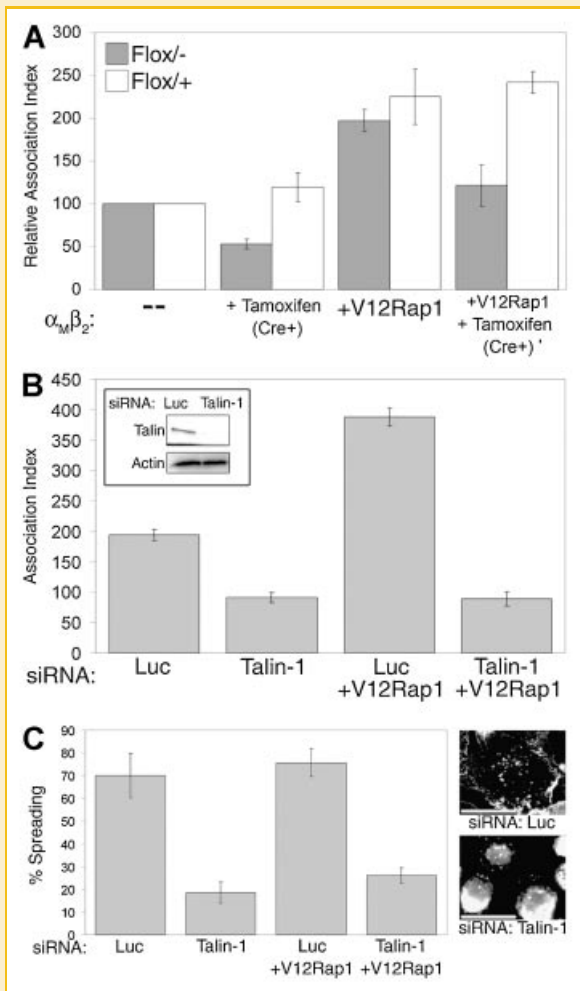 A
Flox/-
Flox/+
Relative Association Index
300
250
200
150
100
50
0
αMβ2:
--
+ Tamoxifen
(Cre+)
+V12Rap1
+V12Rap1
+ Tamoxifen
(Cre+) '
B
siRNA: Luc Talin-1
Talin
Actin
Association Index
450
400
350
300
250
200
150
100
50
0
siRNA:
Luc
Talin-1
Luc
+V12Rap1
Talin-1
+V12Rap1
C
% Spreading
90
80
70
60
50
40
30
20
10
0
siRNA:
Luc
Talin-1
Luc
+V12Rap1
Talin-1
+V12Rap1
siRNA: Luc
siRNA: Talin-1